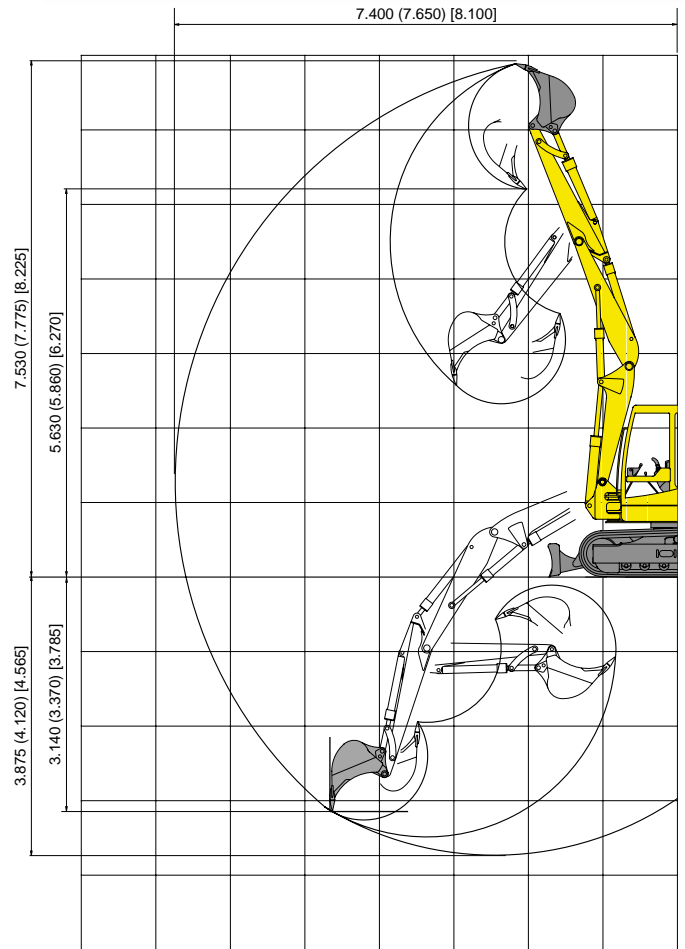 7.400 (7.650) [8.100]
7.530 (7.775) [8.225]
5.630 (5.860) [6.270]
3.875 (4.120) [4.565]
3.140 (3.370) [3.785]